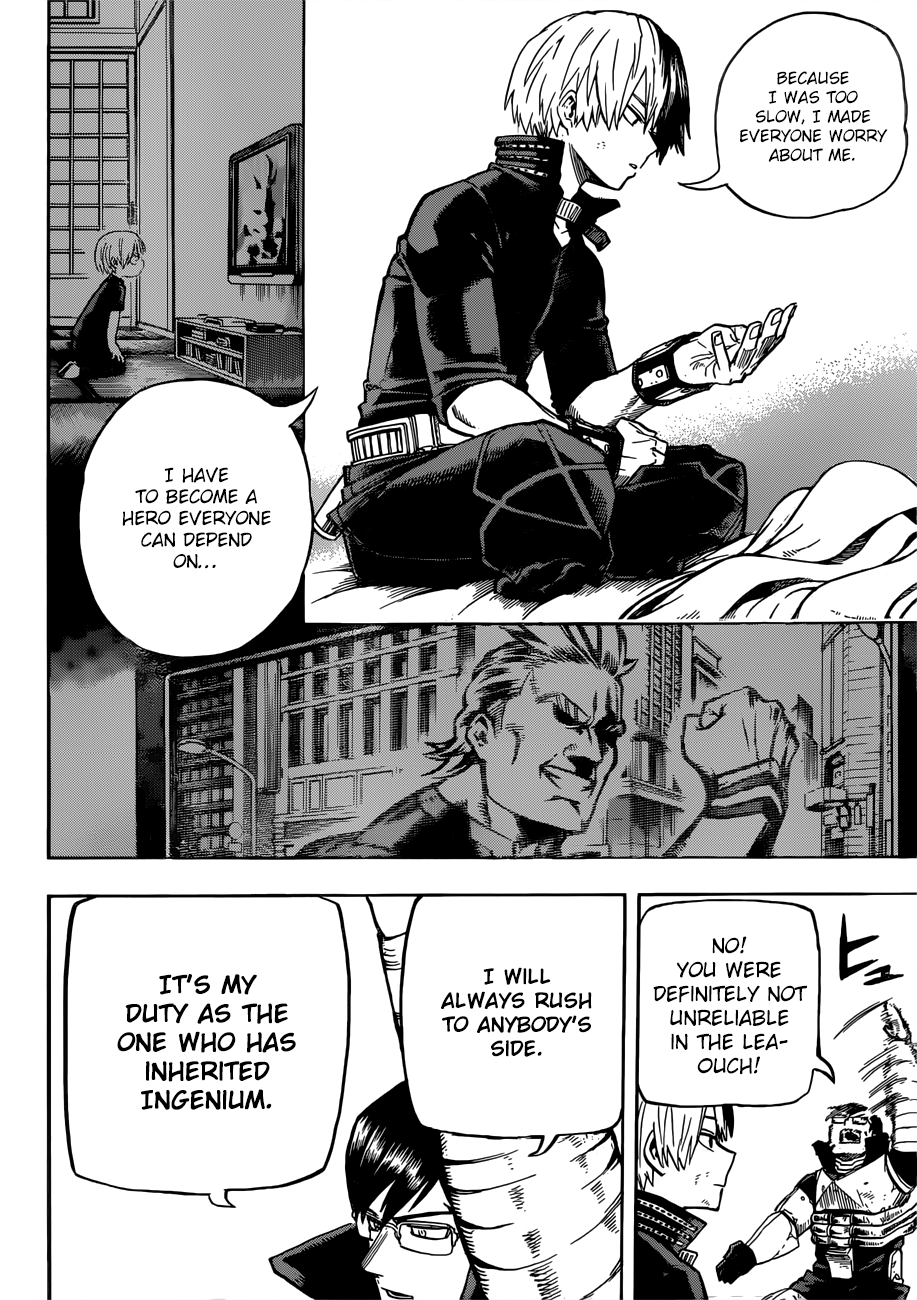 BECAUSE
I WAS TOO
SLOW, I MADE
EVERYONE WORRY
ABOUT ME.
I HAVE
TO BECOME A
HERO EVERYONE
CAN DEPEND
ON...
NO!
YOU WERE
DEFINITELY NOT
UNRELIABLE
IN THE LEA-
OUCH!
ヒュ
I WILL
ALWAYS RUSH
TO ANYBODY'S
SIDE.
IT'S MY
DUTY AS THE
ONE WHO HAS
INHERITED
INGENIUM.